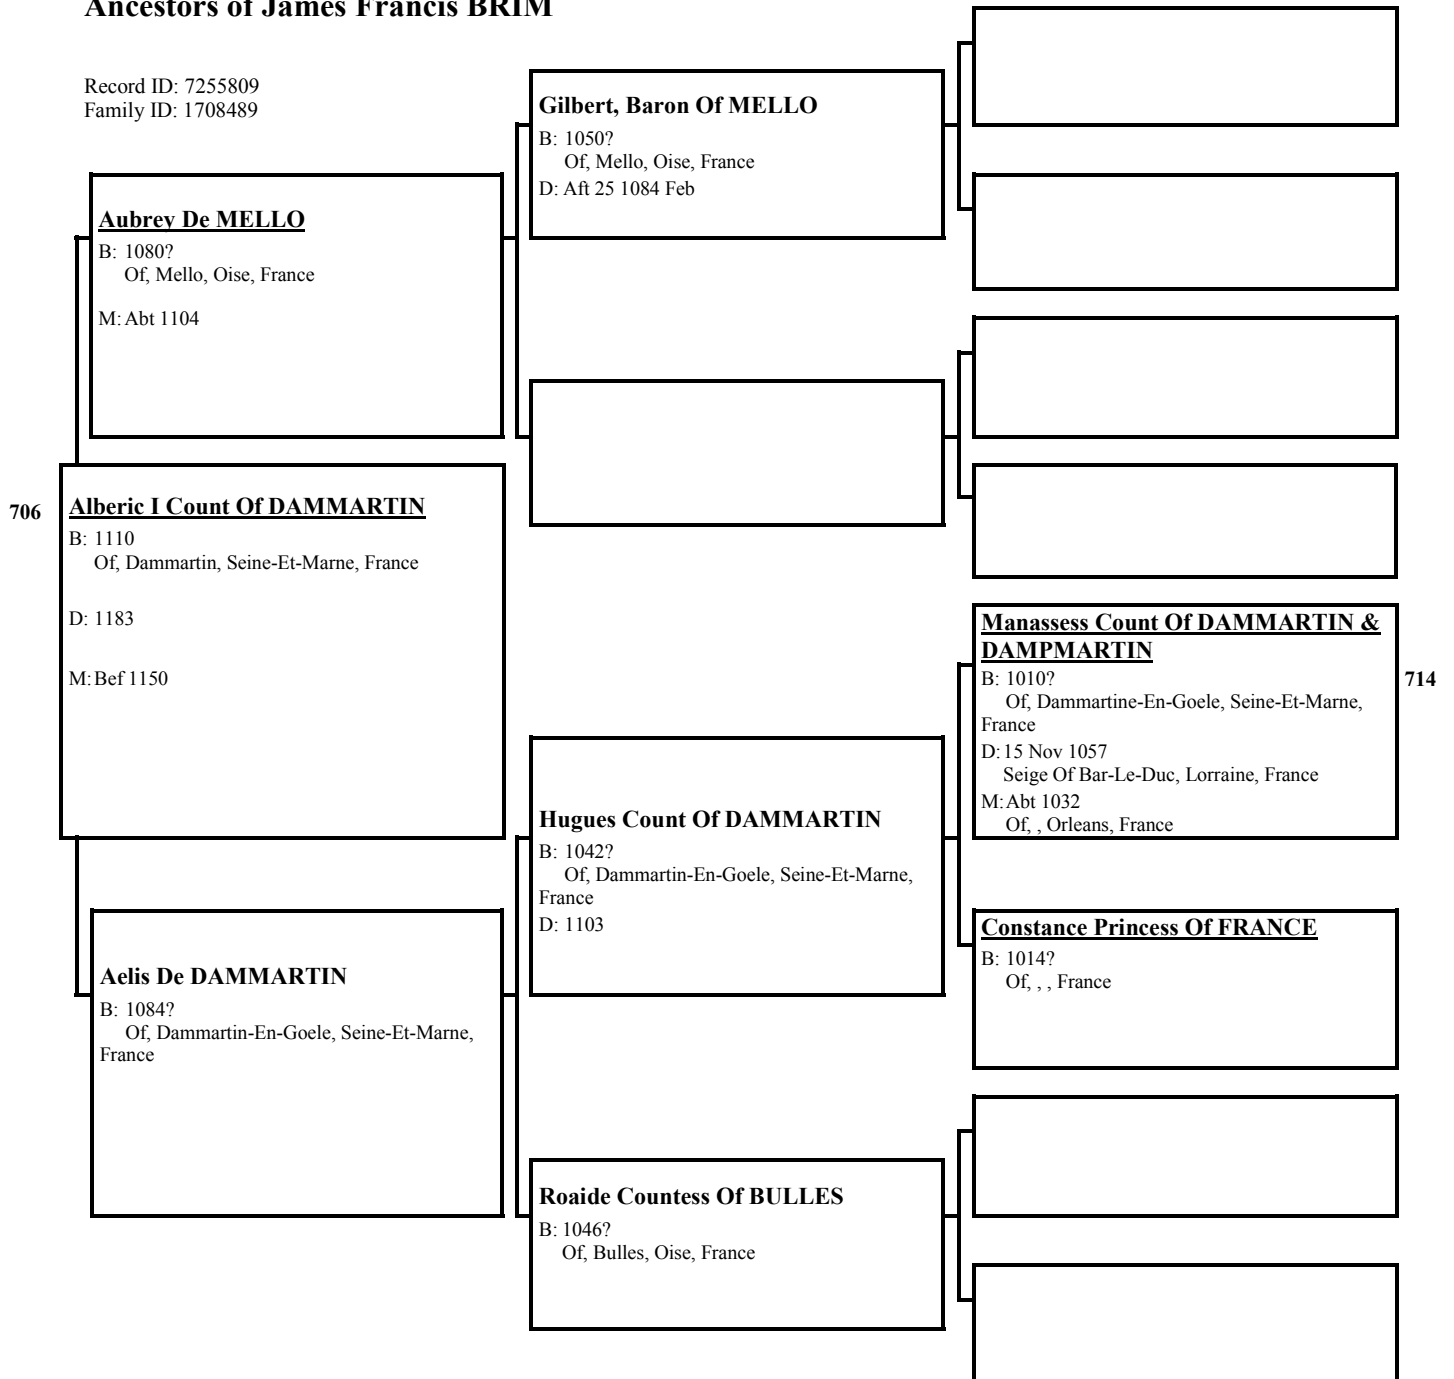 Ancestors of James Francis BRIM
Record ID: 7255809
Family ID: 1708489
Gilbert, Baron Of MELLO
B: 1050?
Of, Mello, Oise, France
D: Aft 25 1084 Feb
Aubrey De MELLO
B: 1080?
Of, Mello, Oise, France
M: Abt 1104
706
Alberic I Count Of DAMMARTIN
B: 1110
Of, Dammartin, Seine-Et-Marne, France
D: 1183
M: Bef 1150
Manassess Count Of DAMMARTIN &
DAMPMARTIN
B: 1010?
Of, Dammartine-En-Goele, Seine-Et-Marne,
France
D: 15 Nov 1057
Seige Of Bar-Le-Duc, Lorraine, France
M: Abt 1032
Of, , Orleans, France
714
Hugues Count Of DAMMARTIN
B: 1042?
Of, Dammartin-En-Goele, Seine-Et-Marne,
France
D: 1103
Constance Princess Of FRANCE
B: 1014?
Of, , , France
Aelis De DAMMARTIN
B: 1084?
Of, Dammartin-En-Goele, Seine-Et-Marne,
France
Roaide Countess Of BULLES
B: 1046?
Of, Bulles, Oise, France